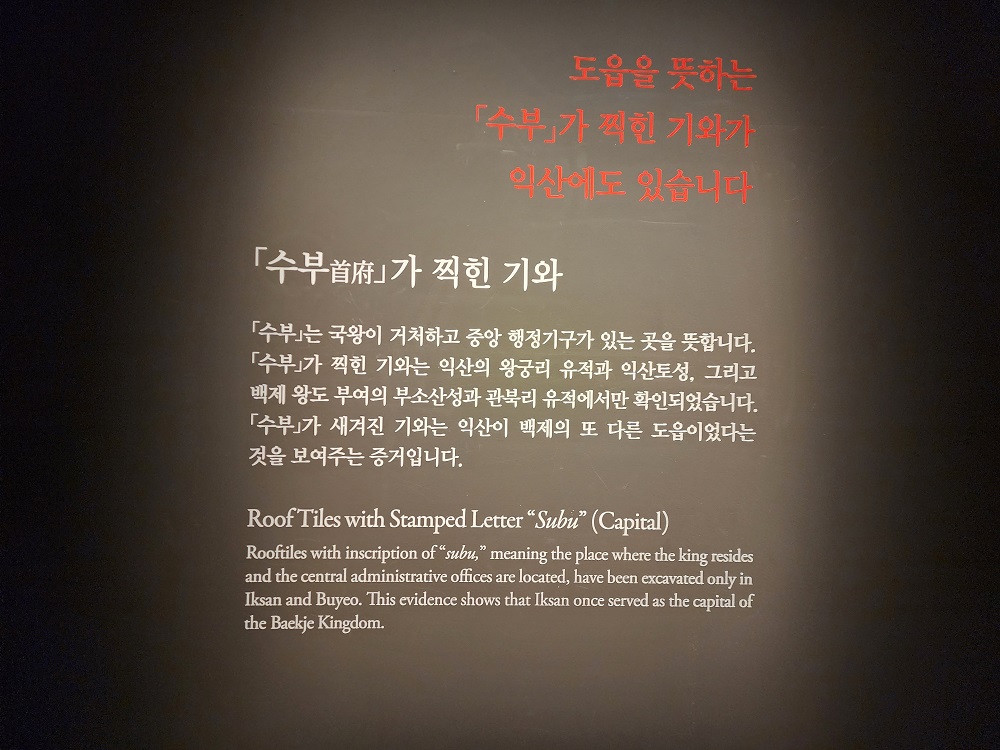 도읍을 뜻하는
「수부」가 찍힌 기와가
익산에도 있습니다
「수부首府」가 찍힌 기와
「수부」는 국왕이 거처하고 중앙 행정기구가 있는 곳을 뜻합니다.
「수부」가 찍힌 기와는 익산의 왕궁리 유적과 익산토성, 그리고
백제 왕도 부여의 부소산성과 관북리 유적에서만 확인되었습니다.
「수부」가 새겨진 기와는 익산이 백제의 또 다른 도읍이었다는
것을 보여주는 증거입니다.
Roof Tiles with Stamped Letter “Subu” (Capital)
Rooftiles with inscription of “subu,” meaning the place where the king resides
and the central administrative offices are located, have been excavated only in
Iksan and Buyeo. This evidence shows that Iksan once served as the capital of
the Baekje Kingdom.